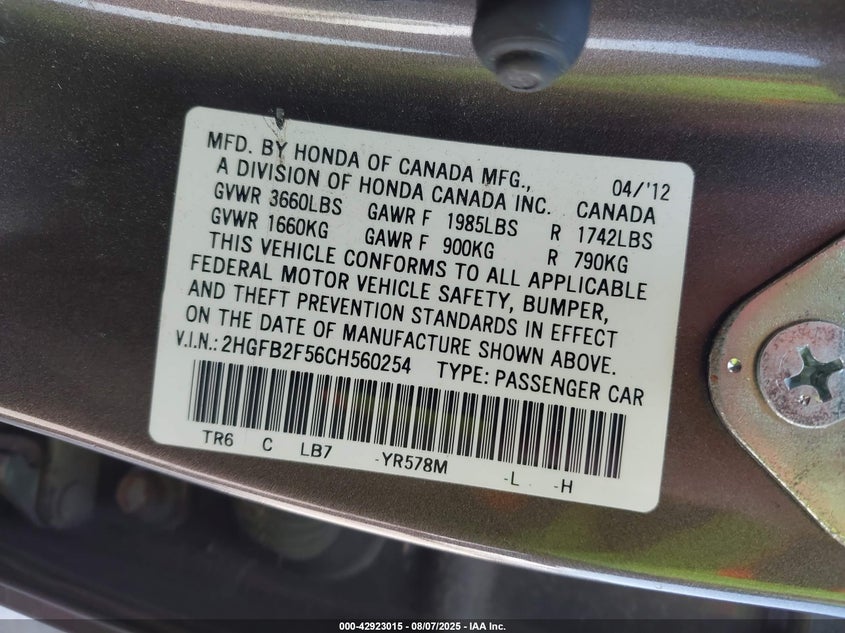 MFD. BY HONDA OF CANADA MFG., 04/'12
A DIVISION OF HONDA CANADA INC. CANADA
GVWR 3660LBS GAWR F 1985LBS R 1742LBS
GVWR 1660KG GAWR F 900KG R 790KG
THIS VEHICLE CONFORMS TO ALL APPLICABLE
FEDERAL MOTOR VEHICLE SAFETY, BUMPER,
AND THEFT PREVENTION STANDARDS IN EFFECT
ON THE DATE OF MANUFACTURE SHOWN ABOVE.
V.I.N.: 2HGFB2F56CH560254 TYPE: PASSENGER CAR
TR6 C LB7 -YR578M -L -H
000-42923015 - 08/07/2025 - IAA Inc.